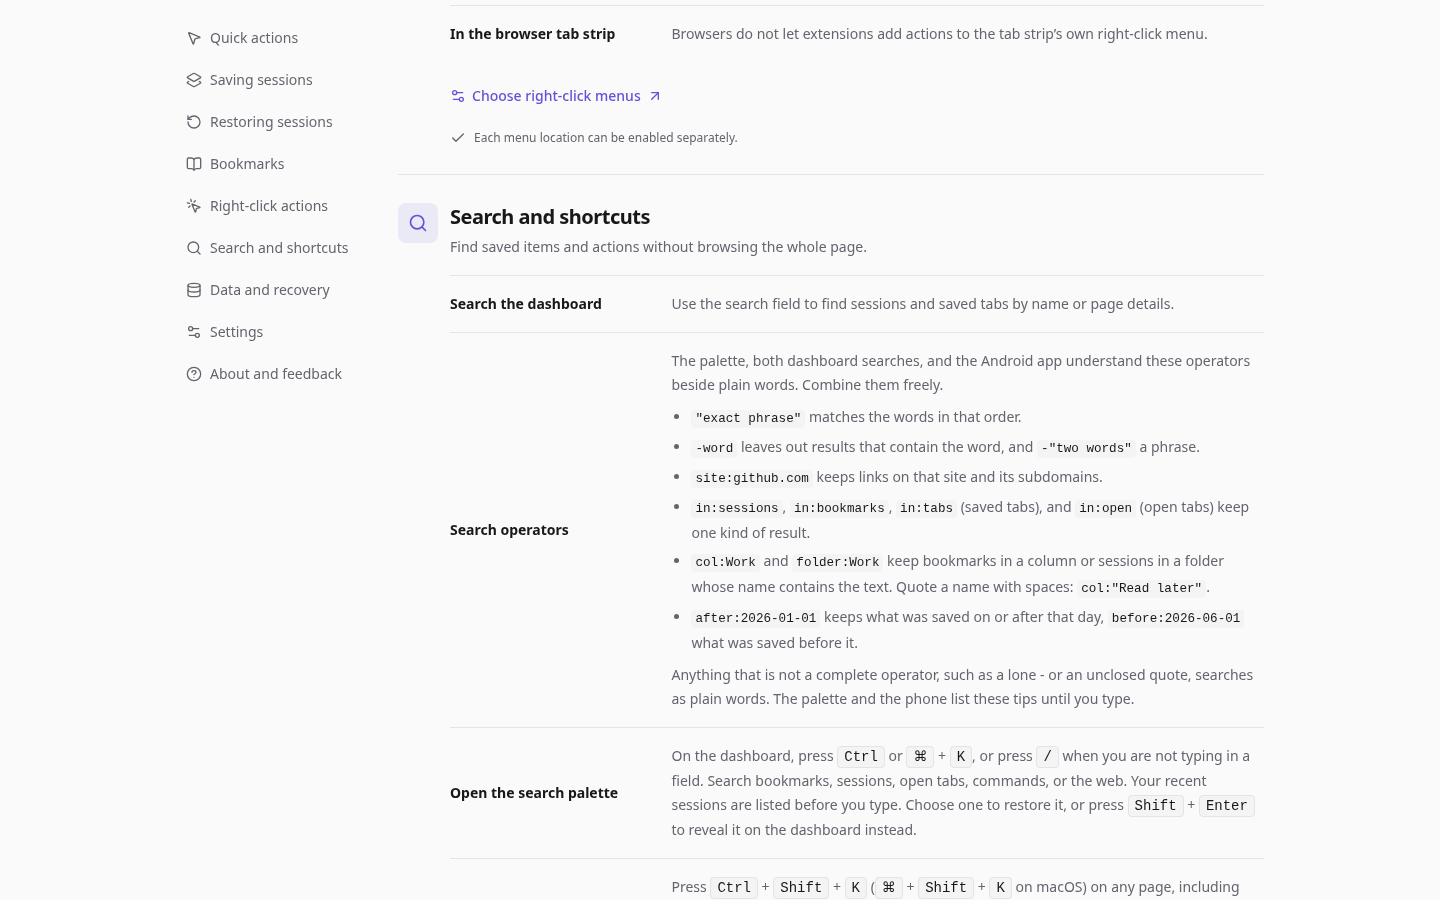 Quick actions
Saving sessions
Restoring sessions
Bookmarks
Right-click actions
Search and shortcuts
Data and recovery
Settings
About and feedback
In the browser tab strip
Browsers do not let extensions add actions to the tab strip’s own right-click menu.
Choose right-click menus
Each menu location can be enabled separately.
Search and shortcuts
Find saved items and actions without browsing the whole page.
Search the dashboard
Use the search field to find sessions and saved tabs by name or page details.
Search operators
The palette, both dashboard searches, and the Android app understand these operators
beside plain words. Combine them freely.
• "exact phrase" matches the words in that order.
• -word leaves out results that contain the word, and -"two words" a phrase.
• site:github.com keeps links on that site and its subdomains.
• in:sessions, in:bookmarks, in:tabs (saved tabs), and in:open (open tabs) keep
one kind of result.
• col:Work and folder:Work keep bookmarks in a column or sessions in a folder
whose name contains the text. Quote a name with spaces: col:"Read later".
• after:2026-01-01 keeps what was saved on or after that day, before:2026-06-01
what was saved before it.
Anything that is not a complete operator, such as a lone - or an unclosed quote, searches
as plain words. The palette and the phone list these tips until you type.
Open the search palette
On the dashboard, press Ctrl or ⌘ + K, or press / when you are not typing in a
field. Search bookmarks, sessions, open tabs, commands, or the web. Your recent
sessions are listed before you type. Choose one to restore it, or press Shift + Enter
to reveal it on the dashboard instead.
Press Ctrl + Shift + K (⌘ + Shift + K on macOS) on any page, including